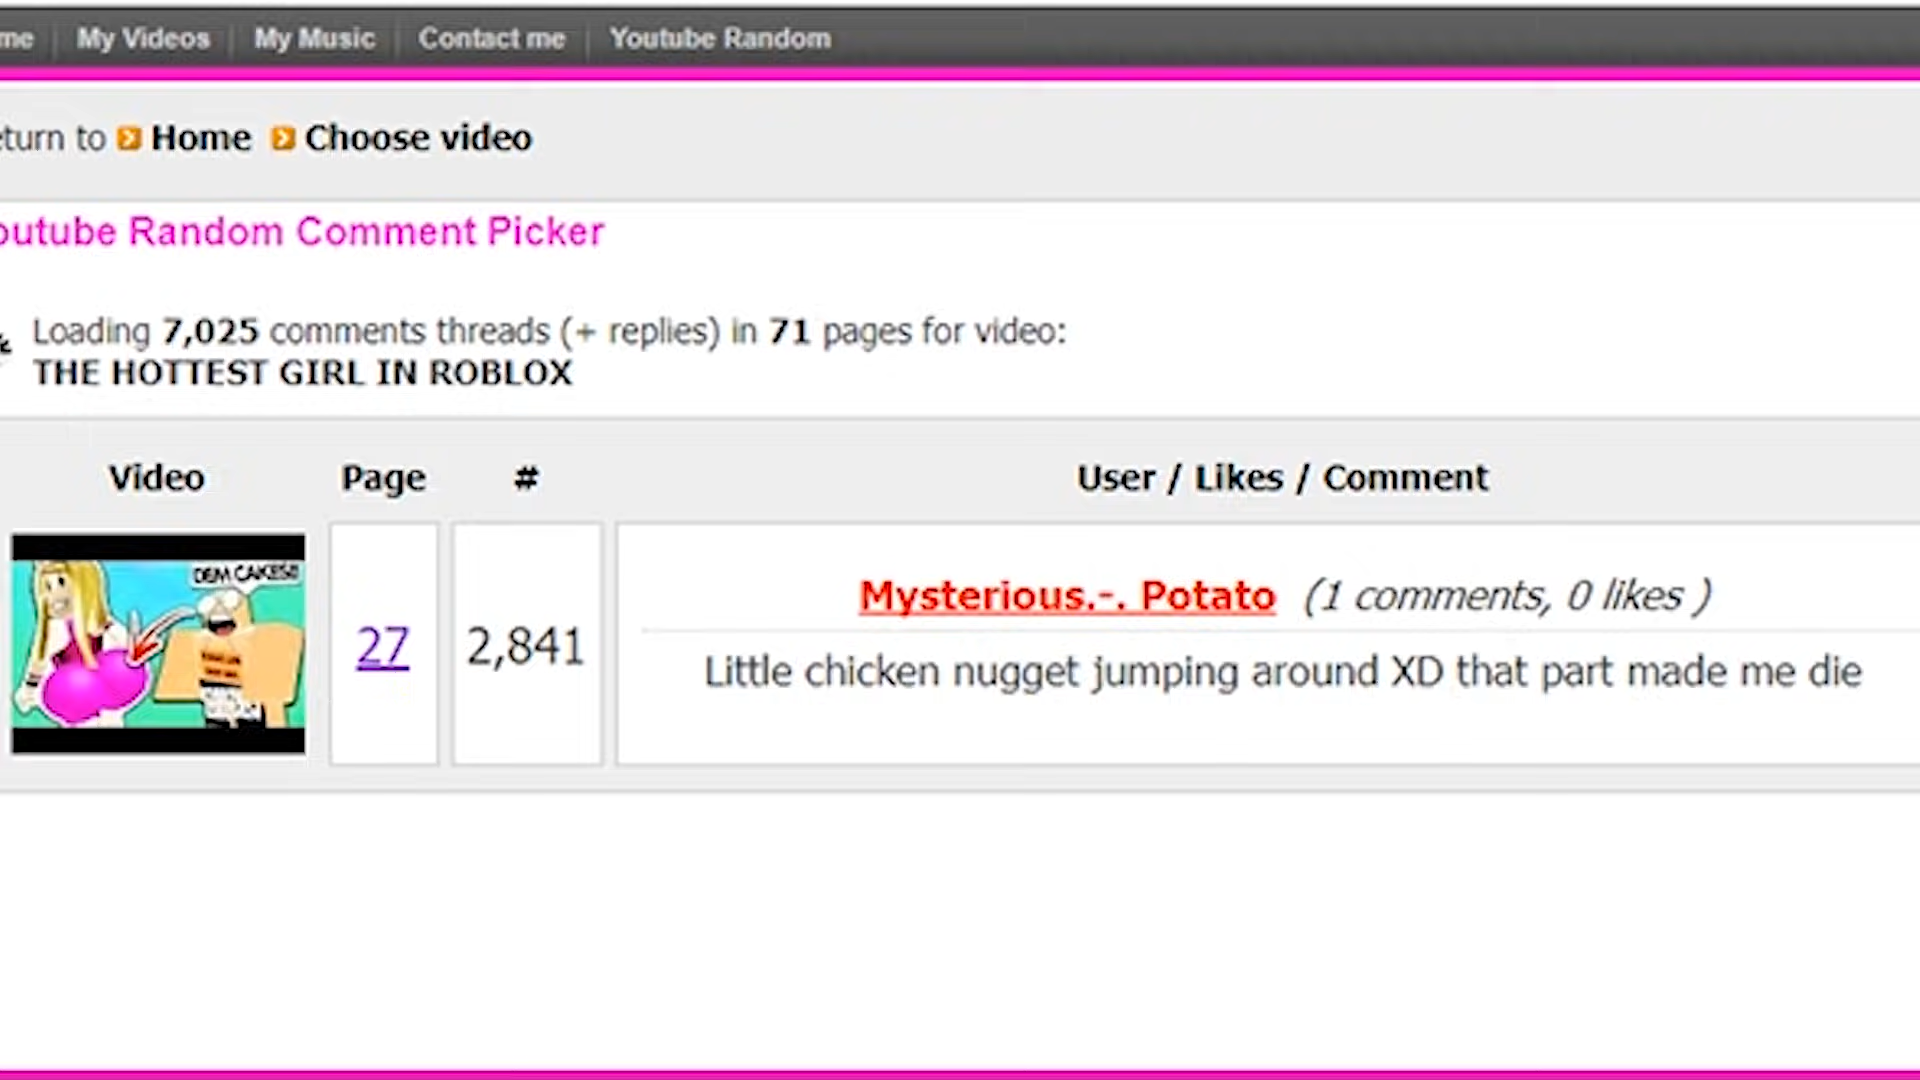 me My Videos My Music Contact me Youtube Random
eturn to Home Choose video
outube Random Comment Picker
Loading 7,025 comments threads (+ replies) in 71 pages for video:
THE HOTTEST GIRL IN ROBLOX
Video Page # User / Likes / Comment
DEM CAKES!!
Mysterious.-. Potato (1 comments, 0 likes )
27 2,841
Little chicken nugget jumping around XD that part made me die